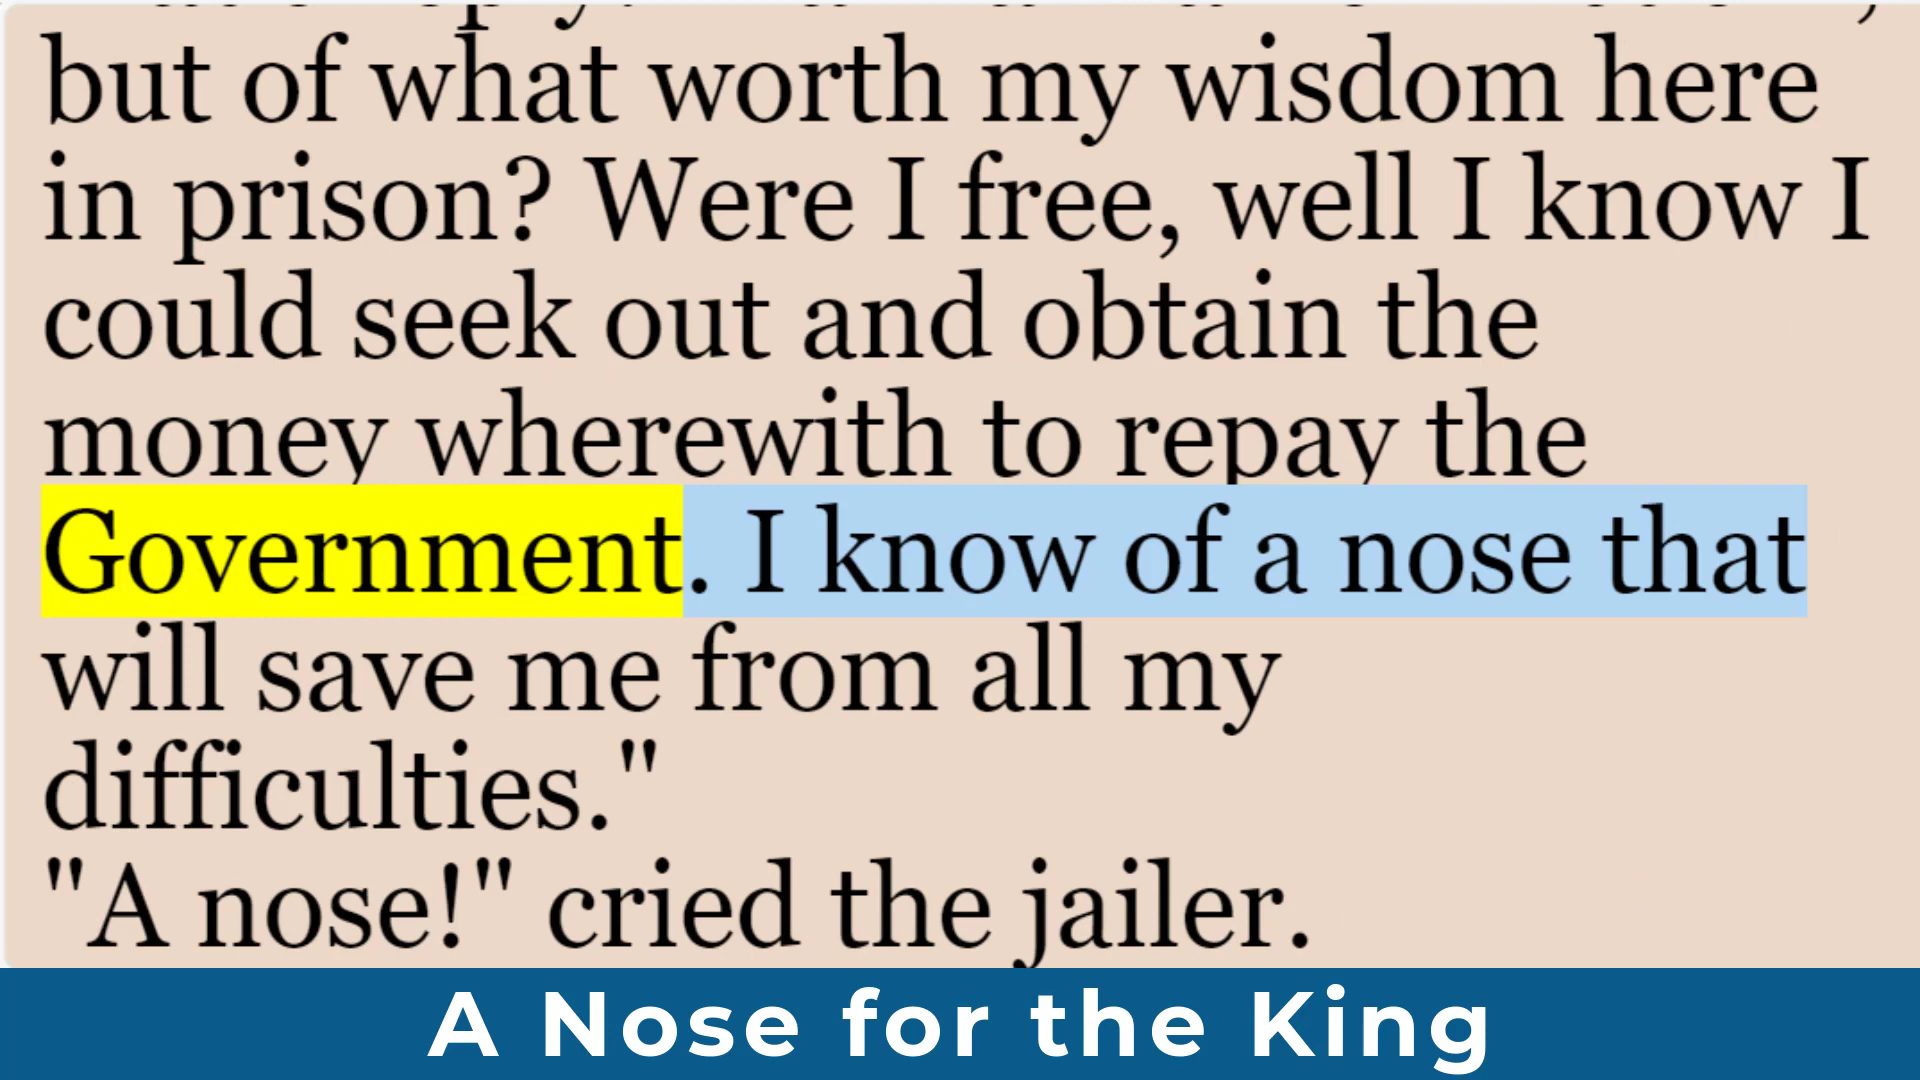 but of what worth my wisdom here
in prison? Were I free, well I know I
could seek out and obtain the
money wherewith to repay the
Government. I know of a nose that
will save me from all my
difficulties."
"A nose!" cried the jailer.
A Nose for the King